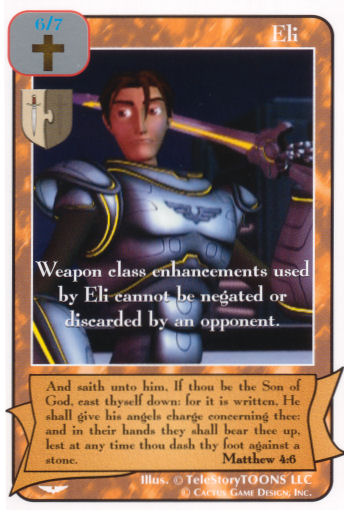 6/7
Eli
Weapon class enhancements used
by Eli cannot be negated or
discarded by an opponent.
And saith unto him, If thou be the Son of
God, cast thyself down: for it is written, He
shall give his angels charge concerning thee:
and in their hands they shall bear thee up,
lest at any time thou dash thy foot against a
stone. Matthew 4:6
Illus. © TeleStoryTOONS LLC
© Cactus Game Design, Inc.